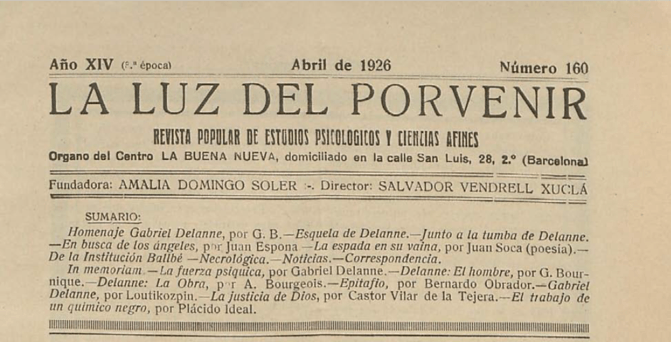 Año XIV (5.ª época) Abril de 1926 Número 160
LA LUZ DEL PORVENIR
REVISTA POPULAR DE ESTUDIOS PSICOLOGICOS Y CIENCIAS AFINES
Organo del Centro LA BUENA NUEVA, domiciliado en la calle San Luis, 28, 2.º (Barcelona)
Fundadora: AMALIA DOMINGO SOLER -:- Director: SALVADOR VENDRELL XUCLÁ
SUMARIO:
Homenaje Gabriel Delanne, por G. B.—Esquela de Delanne.—Junto a la tumba de Delanne.
—En busca de los ángeles, por Juan Espona—La espada en su vaina, por Juan Soca (poesía).—
De la Institución Balibé—Necrológica.—Noticias.—Correspondencia.
In memoriam.—La fuerza psíquica, por Gabriel Delanne.—Delanne: El hombre, por G. Bour-
nique.—Delanne: La Obra, por A. Bourgeois.—Epitafio, por Bernardo Obrador.—Gabriel
Delanne, por Loutikozpin.—La justicia de Dios, por Castor Vilar de la Tejera.—El trabajo de
un químico negro, por Plácido Ideal.